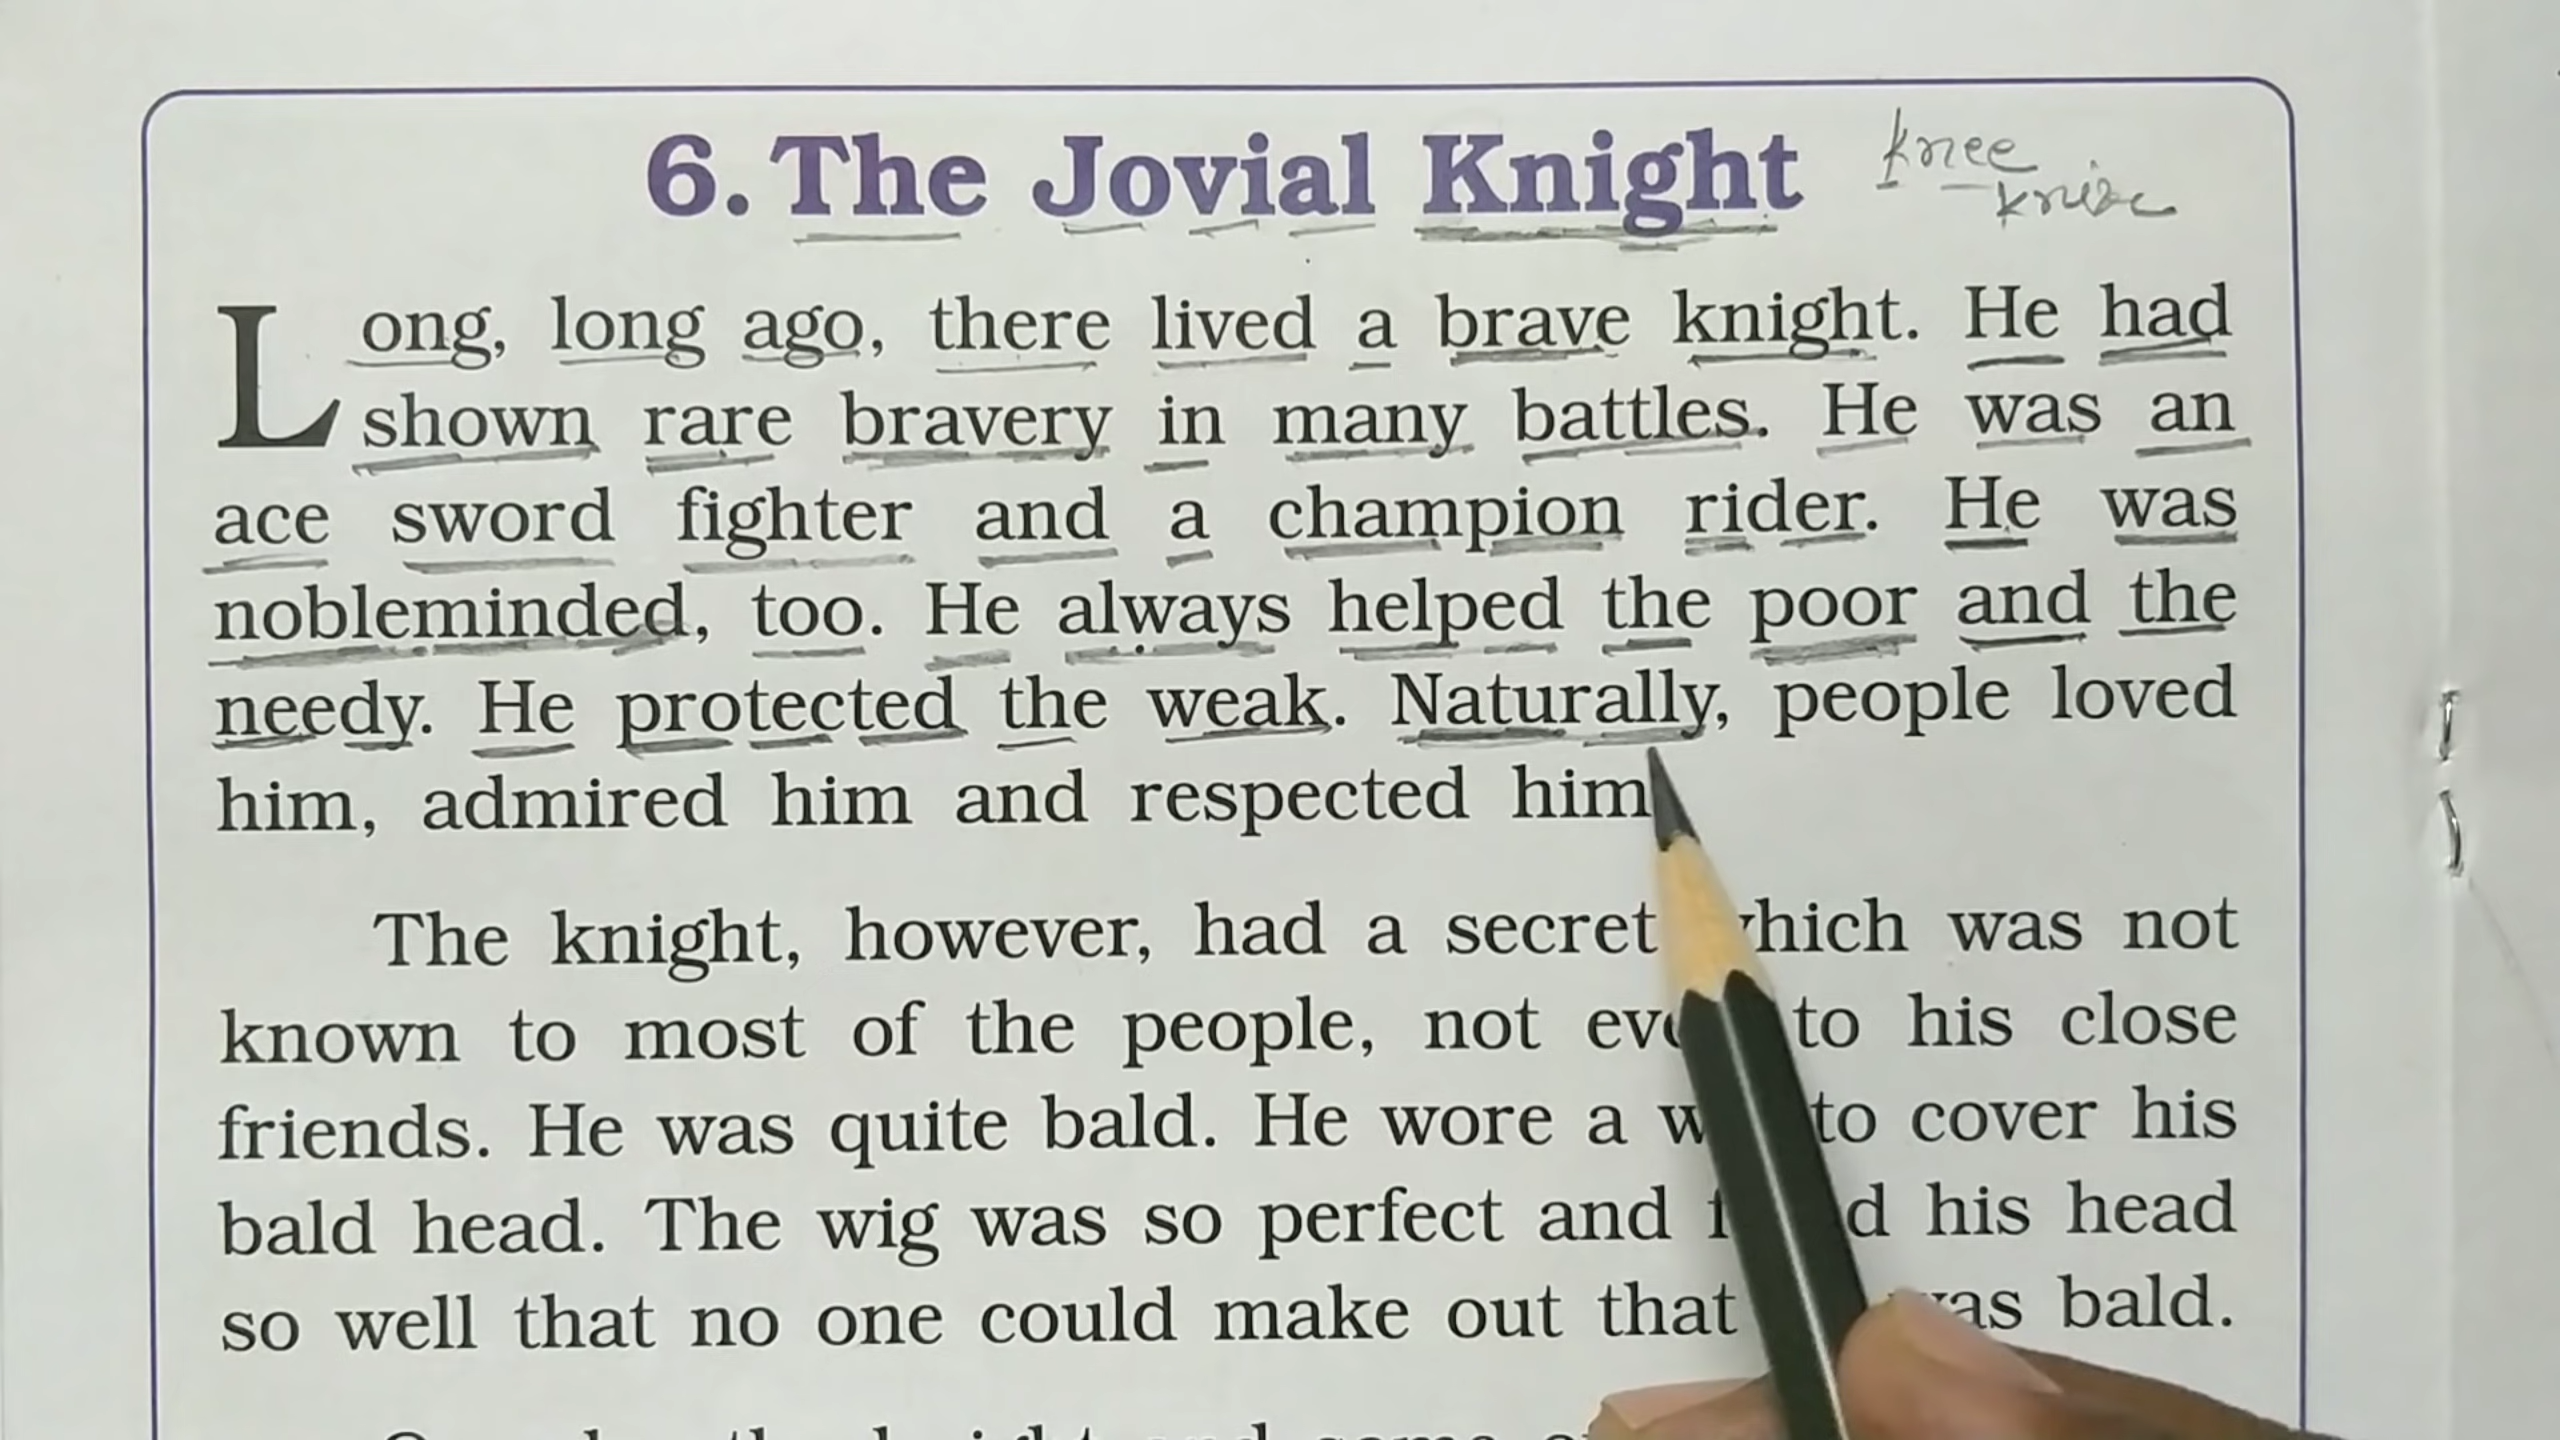 6. The Jovial Knight
knee
Long, long ago, there lived a brave knight. He had
shown rare bravery in many battles. He was an
ace sword fighter and a champion rider. He was
nobleminded, too. He always helped the poor and the
needy. He protected the weak. Naturally, people loved
him, admired him and respected him
The knight, however, had a secret which was not
known to most of the people, not even to his close
friends. He was quite bald. He wore a to cover his
bald head. The wig was so perfect and his head
so well that no one could make out that was bald.